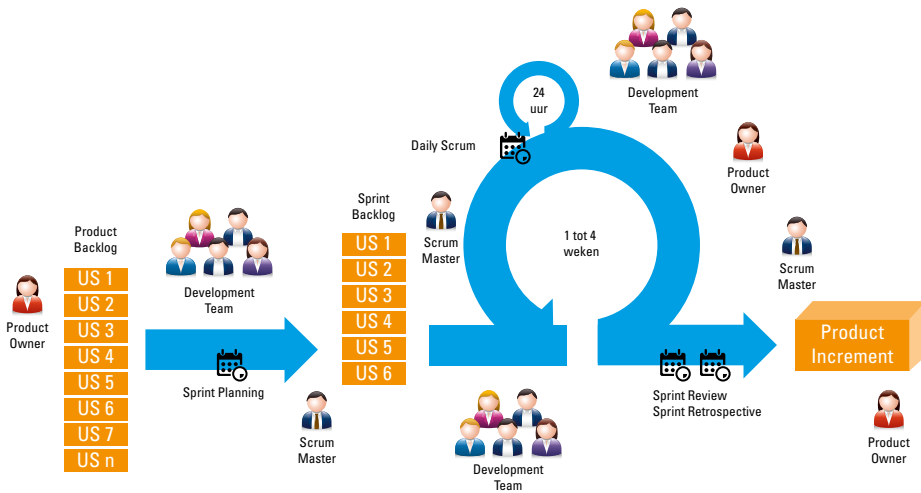 Product
Owner
Product
Backlog
US 1
US 2
US 3
US 4
US 5
US 6
US 7
US n
Development
Team
Sprint Planning
Scrum
Master
Sprint
Backlog
US 1
US 2
US 3
US 4
US 5
US 6
Scrum
Master
Daily Scrum
24
uur
1 tot 4
weken
Development
Team
Development
Team
Product
Owner
Scrum
Master
Sprint Review
Sprint Retrospective
Product
Increment
Product
Owner